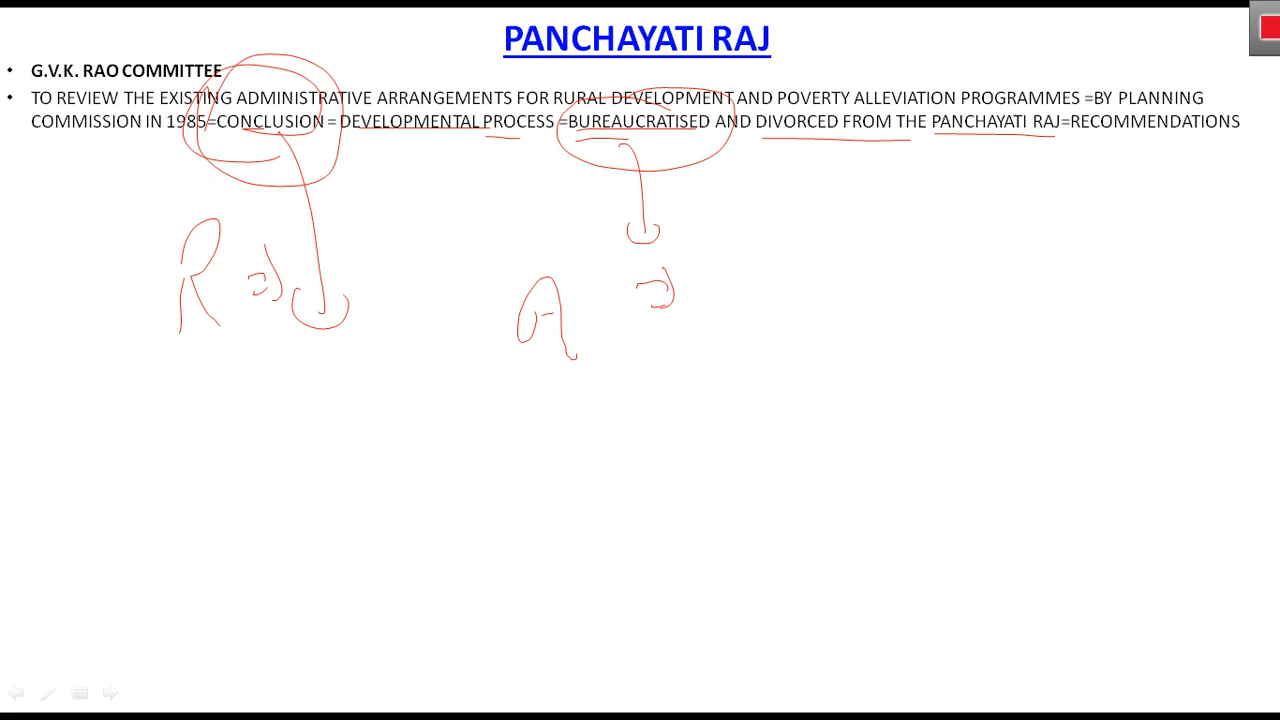 PANCHAYATI RAJ
• G.V.K. RAO COMMITTEE
• TO REVIEW THE EXISTING ADMINISTRATIVE ARRANGEMENTS FOR RURAL DEVELOPMENT AND POVERTY ALLEVIATION PROGRAMMES =BY PLANNING
COMMISSION IN 1985=CONCLUSION = DEVELOPMENTAL PROCESS =BUREAUCRATISED AND DIVORCED FROM THE PANCHAYATI RAJ=RECOMMENDATIONS
R
A